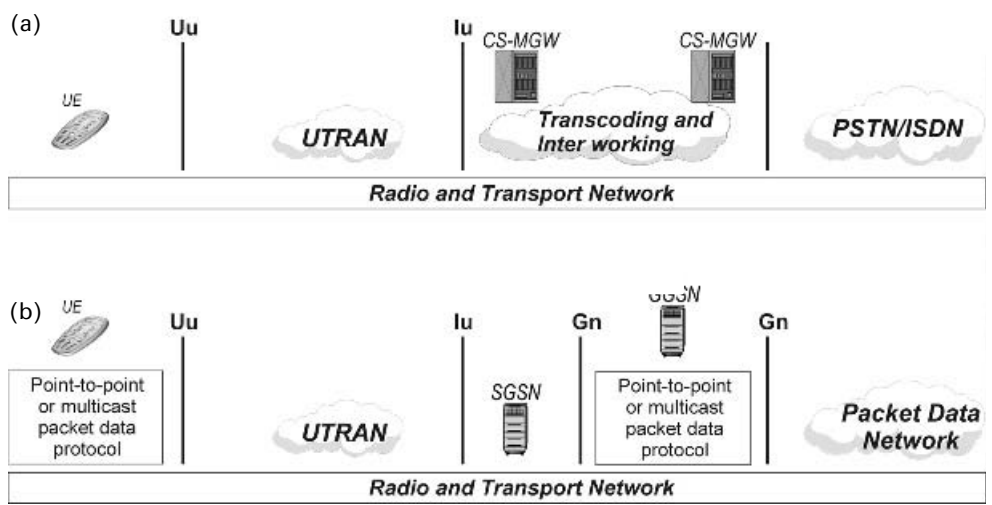 (a)
Uu
Iu
CS-MGW
CS-MGW
UE
UTRAN
Transcoding and
Inter working
PSTN/ISDN
Radio and Transport Network
(b)
UE
Uu
Iu
Gn
GGSN
Gn
Point-to-point
or multicast
packet data
protocol
UTRAN
SGSN
Point-to-point
or multicast
packet data
protocol
Packet Data
Network
Radio and Transport Network